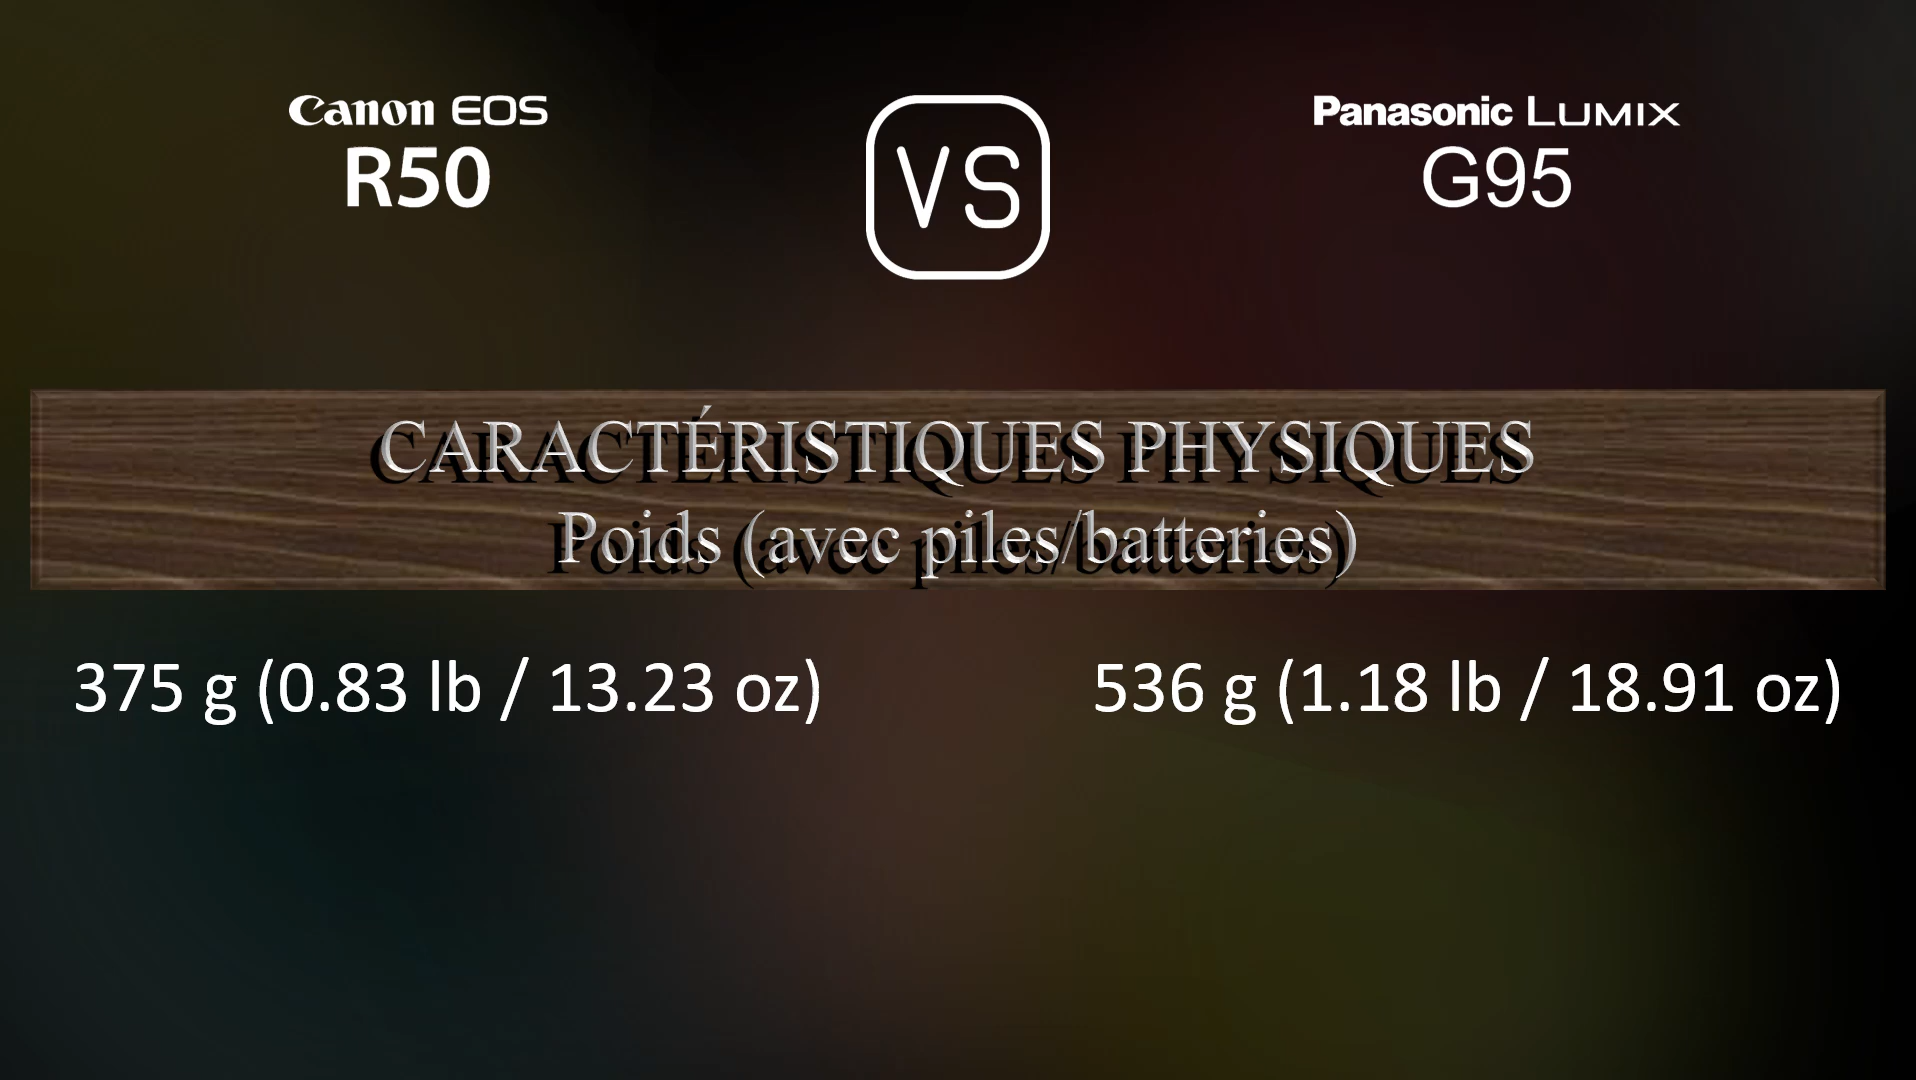 Canon EOS
R50
VS
Panasonic LUMIX
G95
CARACTÉRISTIQUES PHYSIQUES
Poids (avec piles/batteries)
375 g (0.83 lb / 13.23 oz)
536 g (1.18 lb / 18.91 oz)